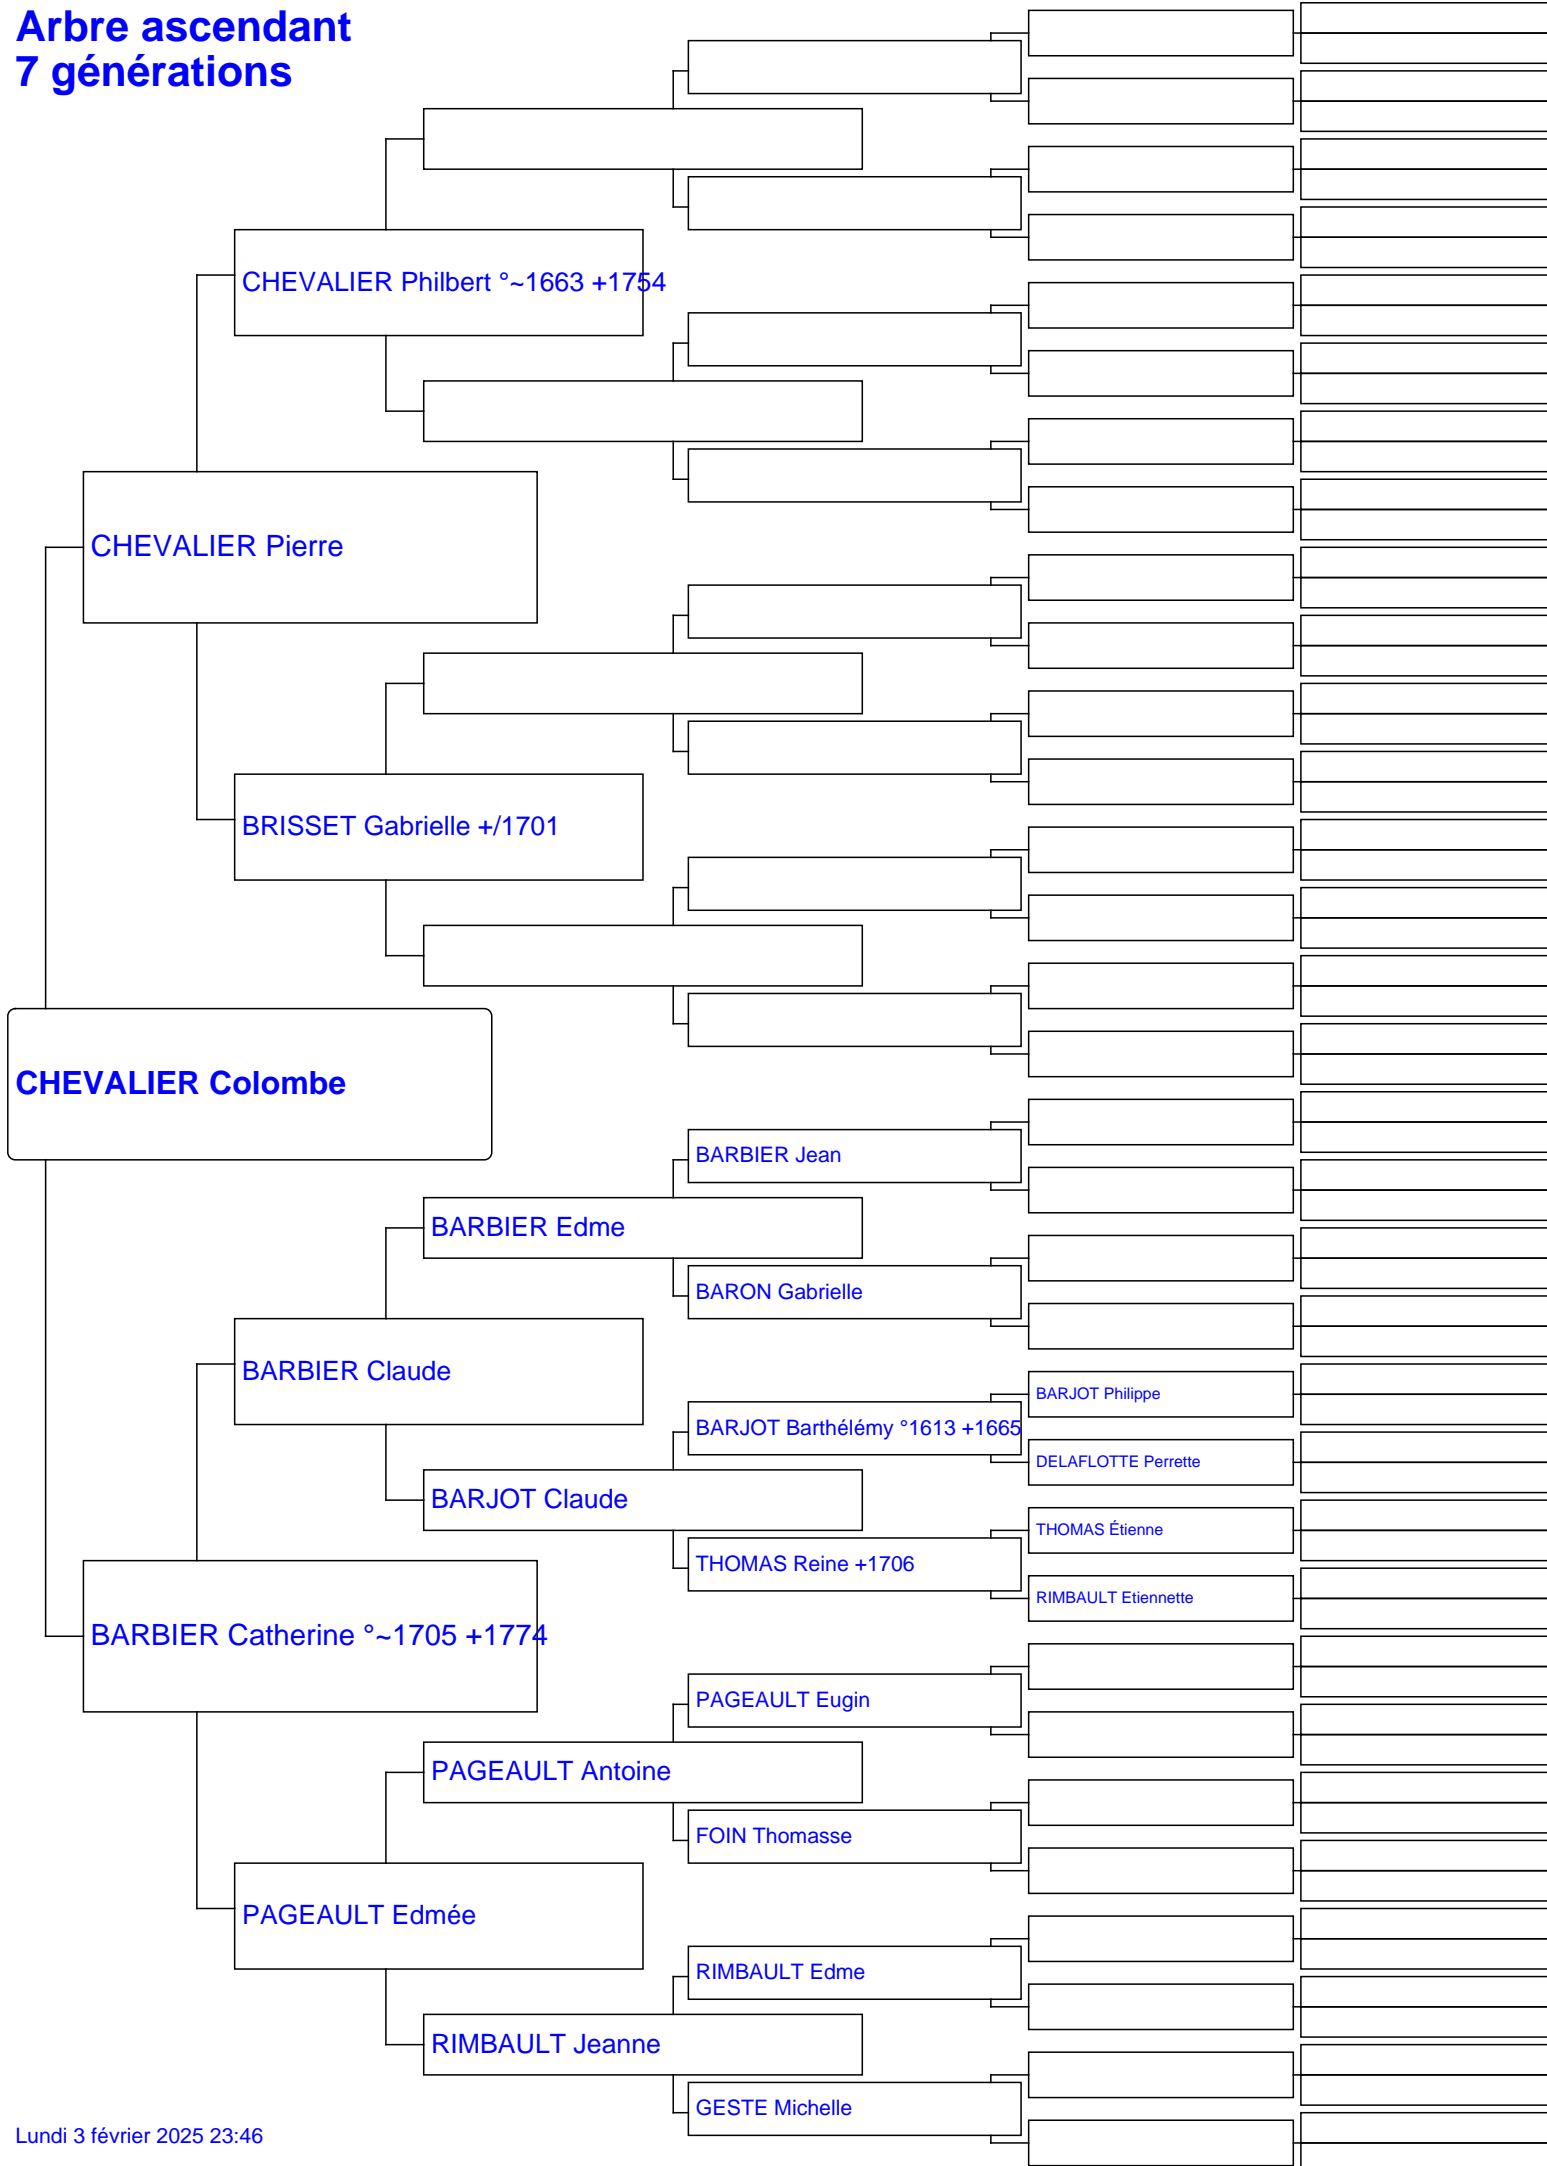 Arbre ascendant
7 générations
CHEVALIER Philbert °~1663 +1754
CHEVALIER Pierre
BRISSET Gabrielle +/1701
CHEVALIER Colombe
BARBIER Jean
BARBIER Edme
BARON Gabrielle
BARBIER Claude
BARJOT Philippe
BARJOT Barthélémy °1613 +1665
DELAFLOTTE Perrette
BARJOT Claude
THOMAS Étienne
THOMAS Reine +1706
RIMBAULT Etiennette
BARBIER Catherine °~1705 +1774
PAGEAULT Eugin
PAGEAULT Antoine
FOIN Thomasse
PAGEAULT Edmée
RIMBAULT Edme
RIMBAULT Jeanne
GESTE Michelle
Lundi 3 février 2025 23:46